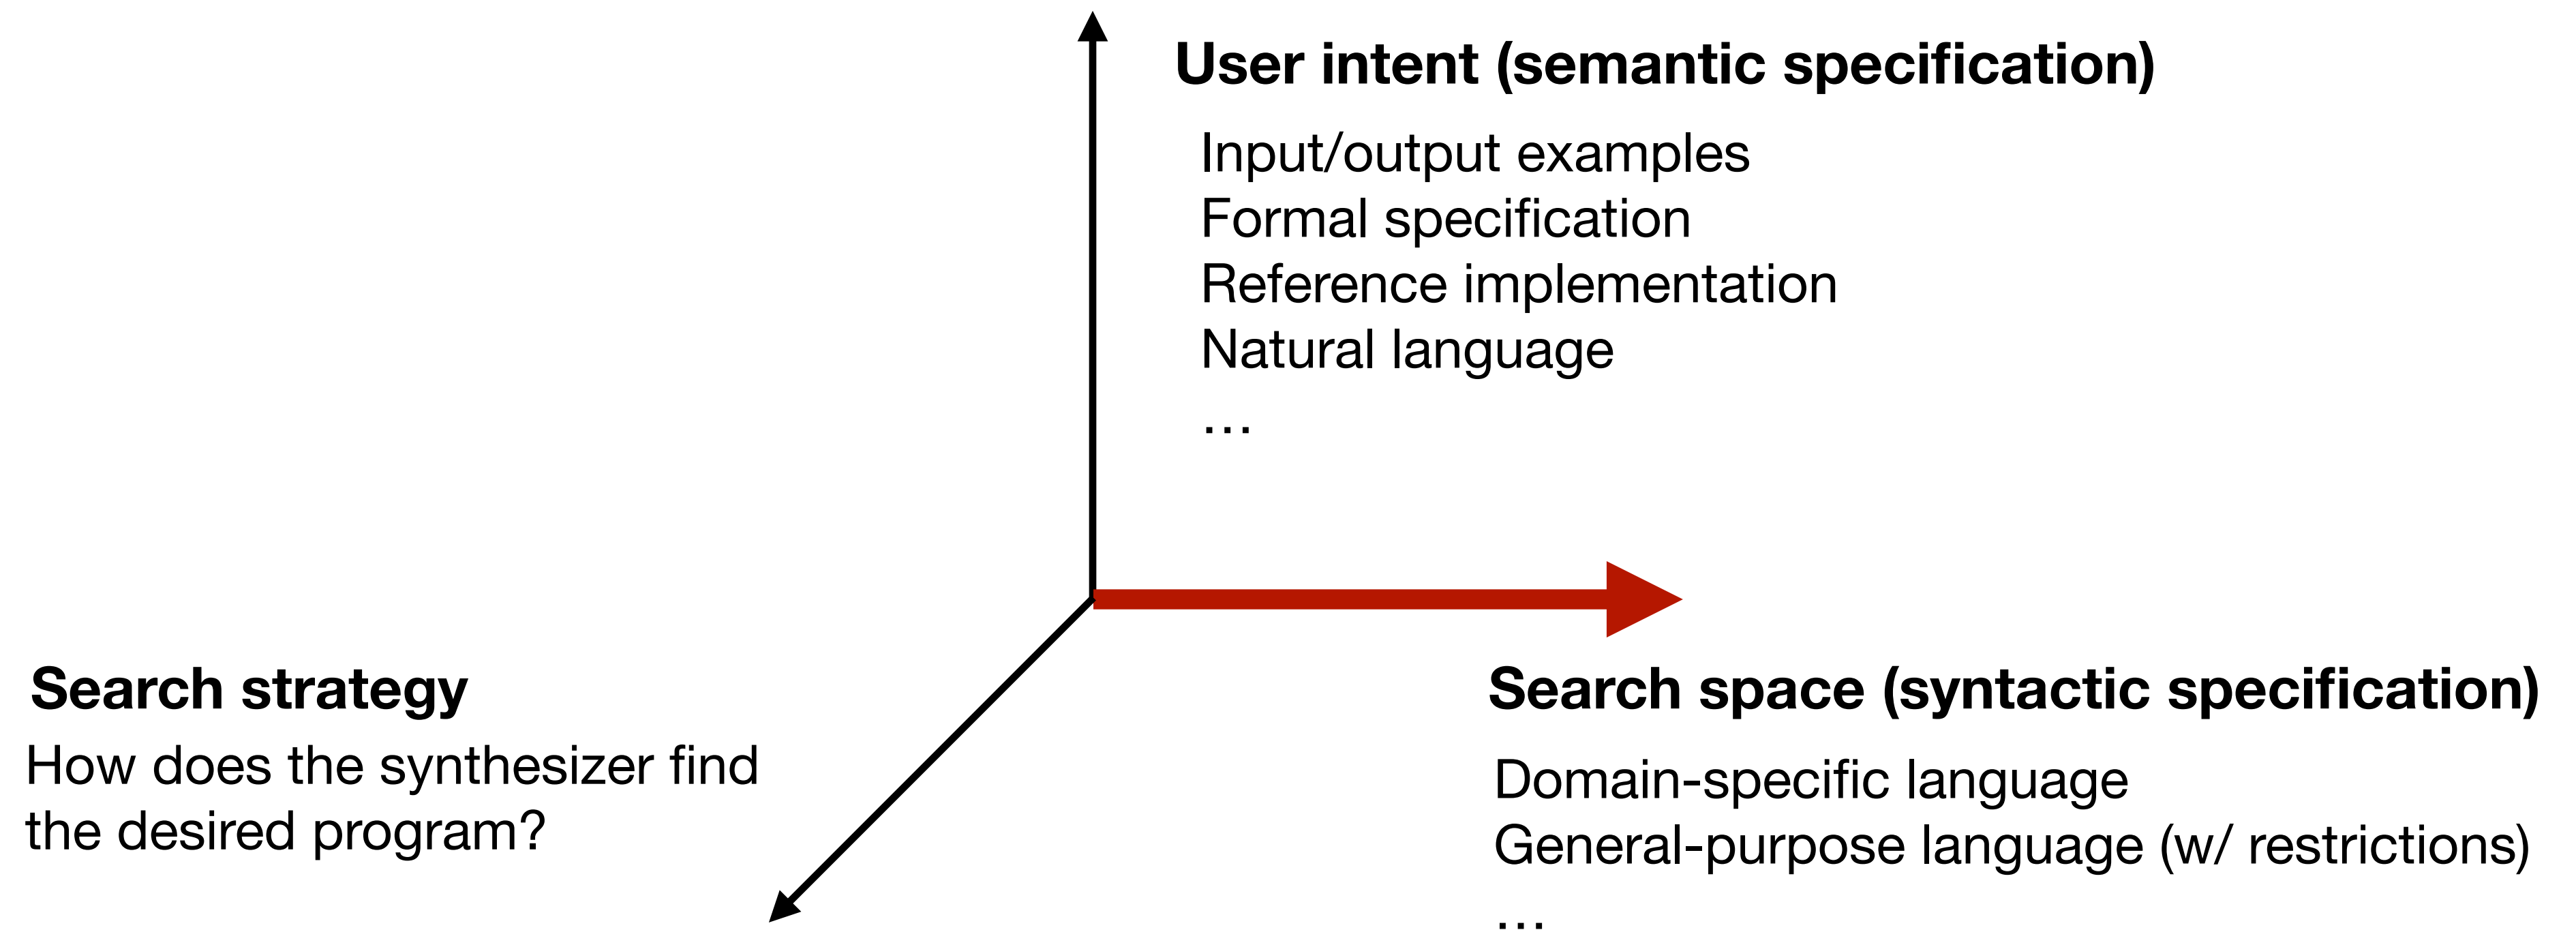 User intent (semantic specification)
Input/output examples
Formal specification
Reference implementation
Natural language
…
Search strategy
How does the synthesizer find
the desired program?
Search space (syntactic specification)
Domain-specific language
General-purpose language (w/ restrictions)
…